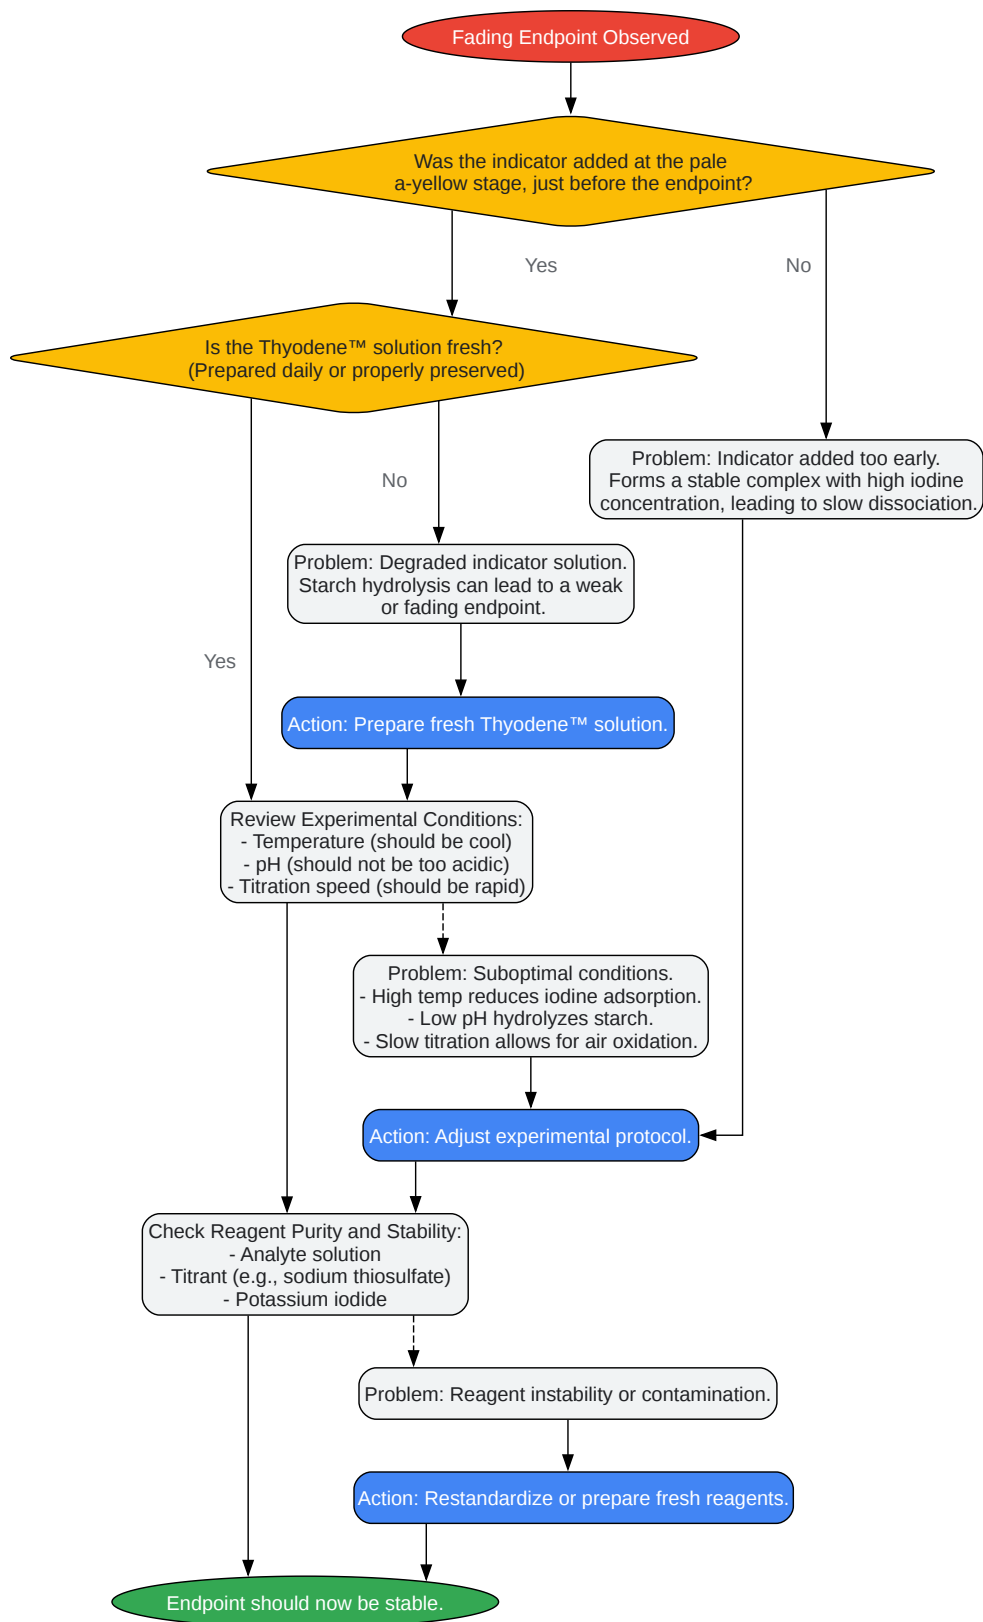 Fading Endpoint Observed
Was the indicator added at the pale
a-yellow stage, just before the endpoint?
Yes
No
Is the Thyodene™ solution fresh?
(Prepared daily or properly preserved)
No
Problem: Indicator added too early.
Forms a stable complex with high iodine
concentration, leading to slow dissociation.
Problem: Degraded indicator solution.
Starch hydrolysis can lead to a weak
or fading endpoint.
Yes
Action: Prepare fresh Thyodene™ solution.
Review Experimental Conditions:
- Temperature (should be cool)
- pH (should not be too acidic)
- Titration speed (should be rapid)
Problem: Suboptimal conditions.
- High temp reduces iodine adsorption.
- Low pH hydrolyzes starch.
- Slow titration allows for air oxidation.
Action: Adjust experimental protocol.
Check Reagent Purity and Stability:
- Analyte solution
- Titrant (e.g., sodium thiosulfate)
- Potassium iodide
Problem: Reagent instability or contamination.
Action: Restandardize or prepare fresh reagents.
Endpoint should now be stable.